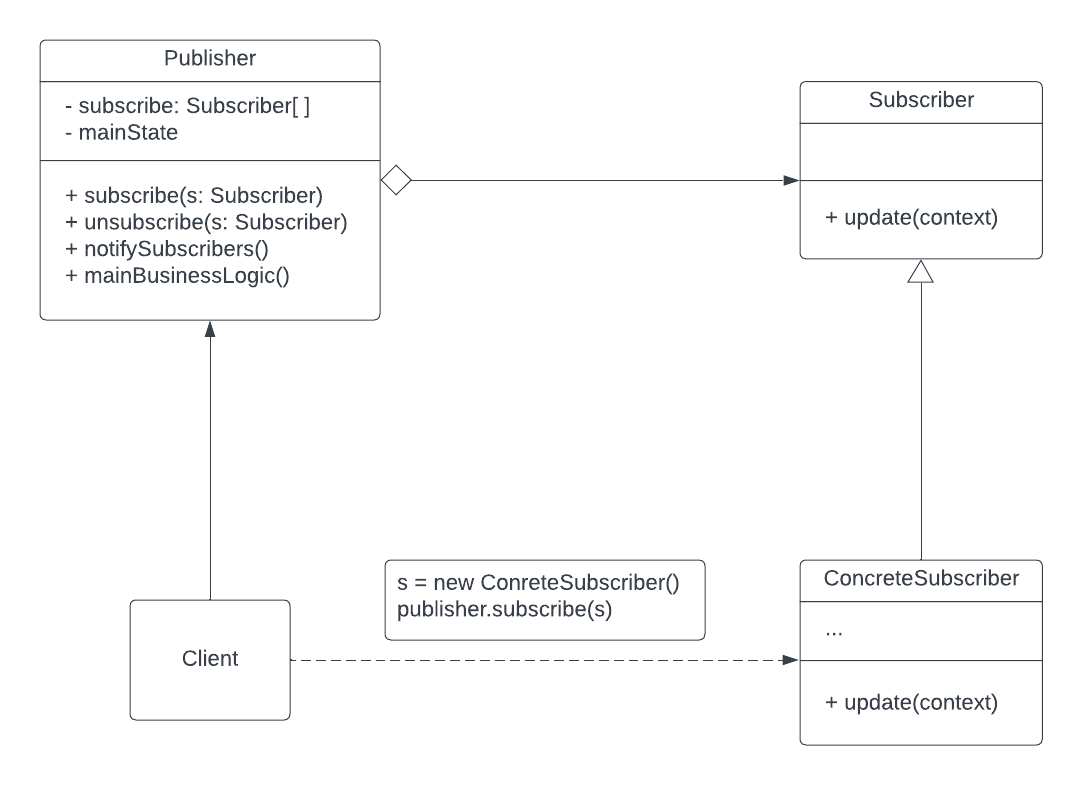 Publisher
- subscribe: Subscriber[ ]
- mainState
+ subscribe(s: Subscriber)
+ unsubscribe(s: Subscriber)
+ notifySubscribers()
+ mainBusinessLogic()
Subscriber
+ update(context)
Client
s = new ConreteSubscriber()
publisher.subscribe(s)
ConcreteSubscriber
...
+ update(context)